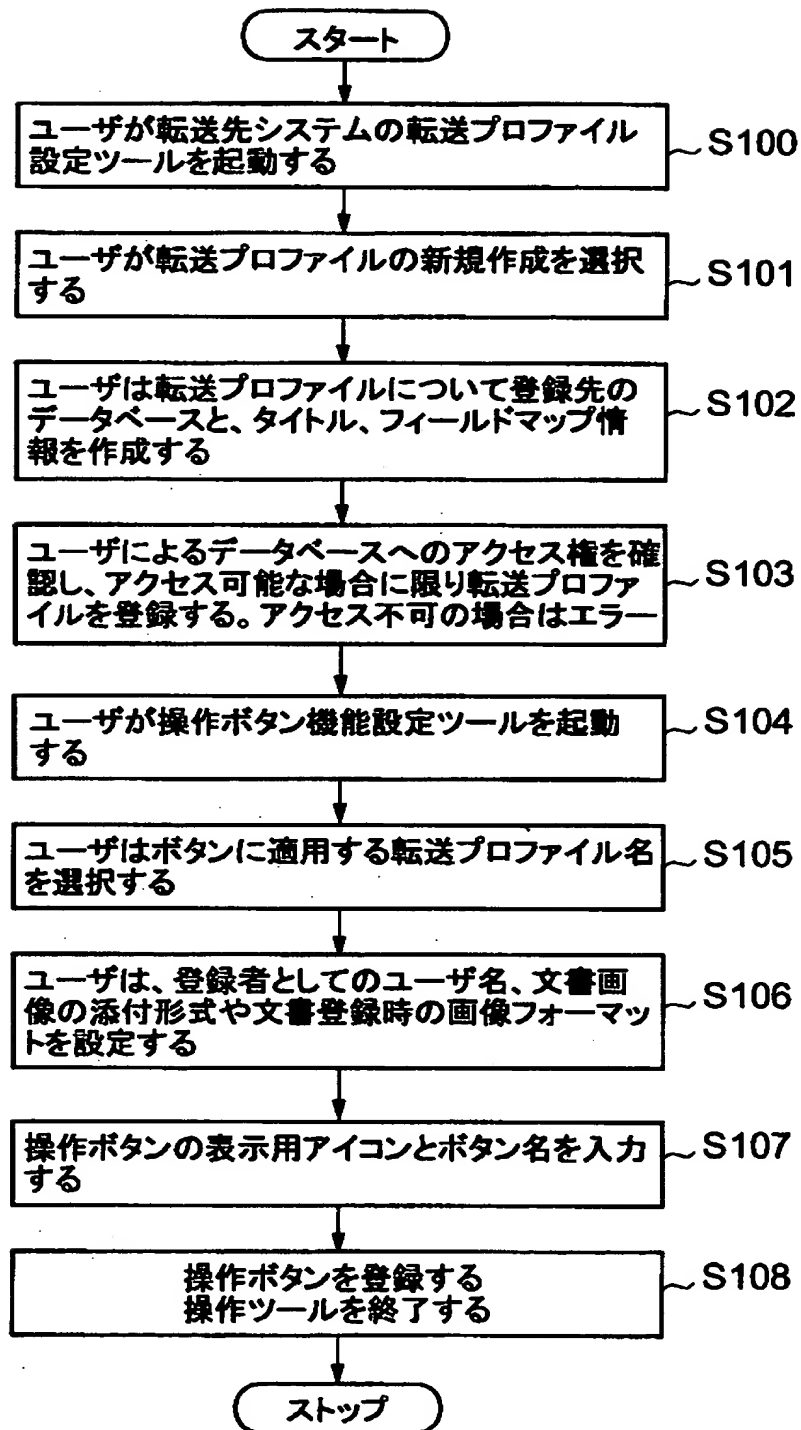 スタート
ユーザが転送先システムの転送プロファイル
設定ツールを起動する
S100
ユーザが転送プロファイルの新規作成を選択
する
S101
ユーザは転送プロファイルについて登録先の
データベースと、タイトル、フィールドマップ情
報を作成する
S102
ユーザによるデータベースへのアクセス権を確
認し、アクセス可能な場合に限り転送プロファ
イルを登録する。アクセス不可の場合はエラー
S103
ユーザが操作ボタン機能設定ツールを起動
する
S104
ユーザはボタンに適用する転送プロファイル名
を選択する
S105
ユーザは、登録者としてのユーザ名、文書画
像の添付形式や文書登録時の画像フォーマッ
トを設定する
S106
操作ボタンの表示用アイコンとボタン名を入力
する
S107
操作ボタンを登録する
操作ツールを終了する
S108
ストップ